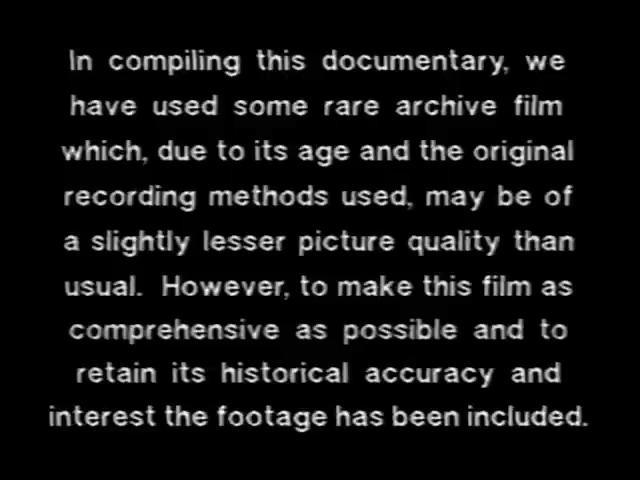 In compiling this documentary, we
have used some rare archive film
which, due to its age and the original
recording methods used, may be of
a slightly lesser picture quality than
usual. However, to make this film as
comprehensive as possible and to
retain its historical accuracy and
interest the footage has been included.